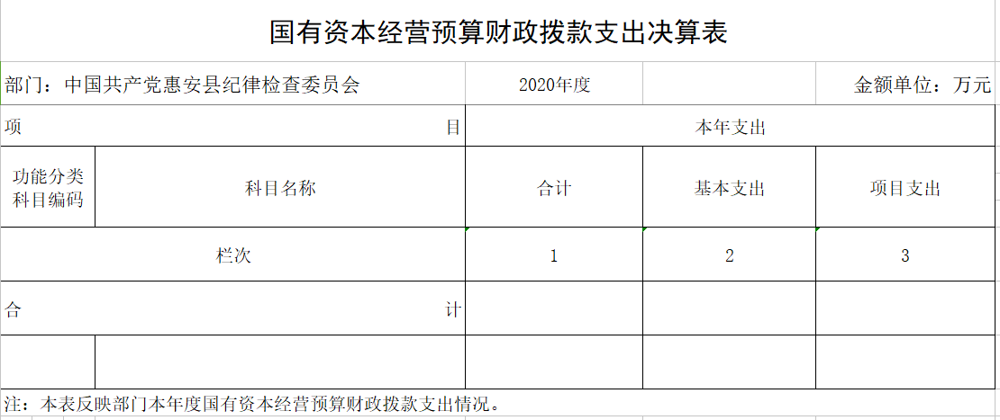 国有资本经营预算财政拨款支出决算表
部门：中国共产党惠安县纪律检查委员会 2020年度 金额单位：万元
项 目 本年支出
功能分类
科目编码 科目名称 合计 基本支出 项目支出
栏次 1 2 3
合 计
注：本表反映部门本年度国有资本经营预算财政拨款支出情况。